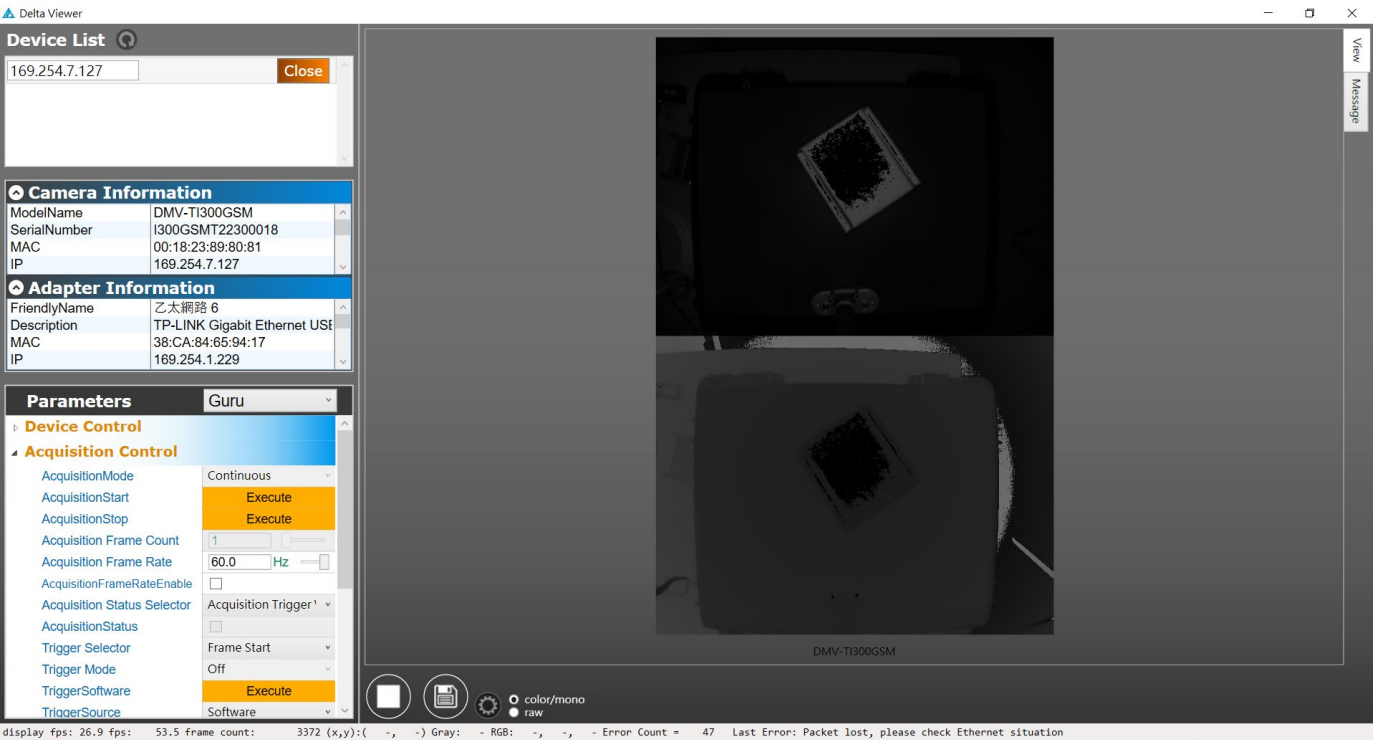 Delta Viewer
Device List
169.254.7.127 Close
Camera Information
ModelName DMV-TI300GSM
SerialNumber I300GSMT22300018
MAC 00:18:23:89:80:81
IP 169.254.7.127
Adapter Information
FriendlyName 乙太網路 6
Description TP-LINK Gigabit Ethernet USE
MAC 38:CA:84:65:94:17
IP 169.254.1.229
Parameters Guru
Device Control
Acquisition Control
AcquisitionMode Continuous
AcquisitionStart Execute
AcquisitionStop Execute
Acquisition Frame Count 1
Acquisition Frame Rate 60.0 Hz
AcquisitionFrameRateEnable
Acquisition Status Selector Acquisition Trigger
AcquisitionStatus
Trigger Selector Frame Start
Trigger Mode Off
TriggerSoftware Execute
TriggerSource Software
View
Message
DMV-TI300GSM
color/mono
raw
display fps: 26.9 fps: 53.5 frame count: 3372 (x,y):( -, -) Gray: - RGB: -, -, - Error Count = 47 Last Error: Packet lost, please check Ethernet situation